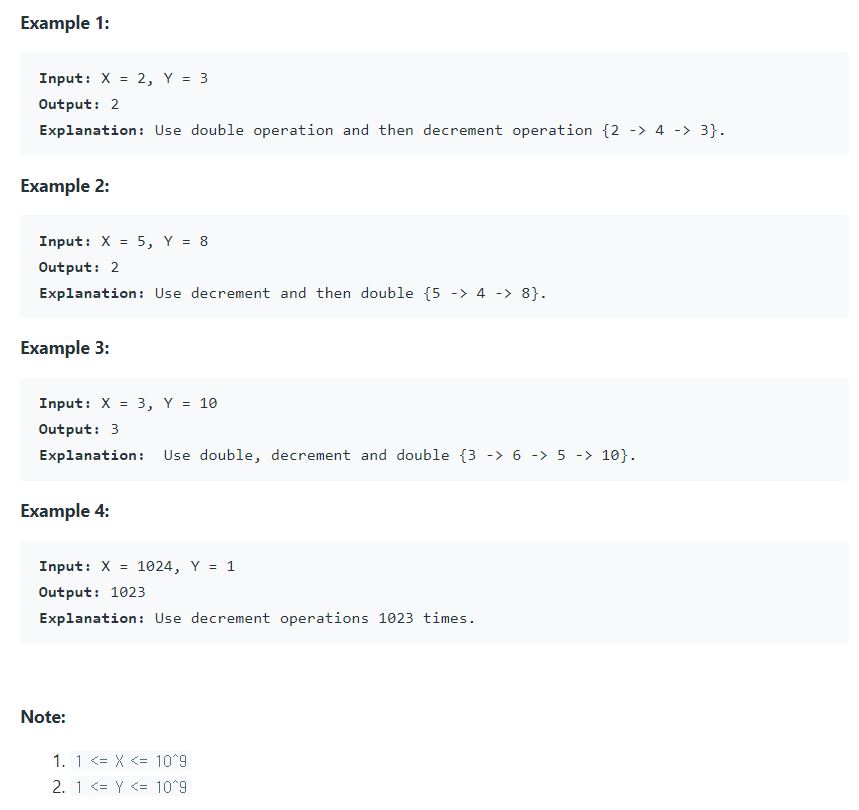 Example 1:
Input: X = 2, Y = 3
Output: 2
Explanation: Use double operation and then decrement operation {2 -> 4 -> 3}.
Example 2:
Input: X = 5, Y = 8
Output: 2
Explanation: Use decrement and then double {5 -> 4 -> 8}.
Example 3:
Input: X = 3, Y = 10
Output: 3
Explanation:  Use double, decrement and double {3 -> 6 -> 5 -> 10}.
Example 4:
Input: X = 1024, Y = 1
Output: 1023
Explanation: Use decrement operations 1023 times.
Note:
1. 1 <= X <= 10^9
2. 1 <= Y <= 10^9